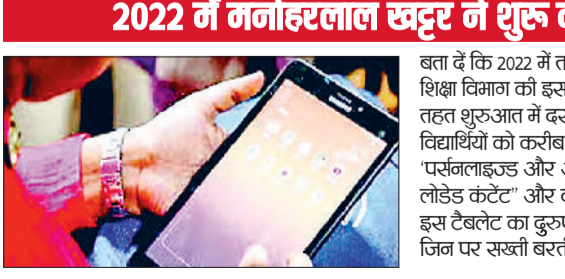 2022 में मनोहरलाल खट्टर ने शुरू
बता दें कि 2022 में त
शिक्षा विभाग की इस
तहत शुरुआत में दस
विद्यार्थियों को करीब
'पर्सनलाइज्ड और अ
लोडेड कंटेंट" और व
इस टैबलेट का दुरुप
जिन पर सख्ती बरत